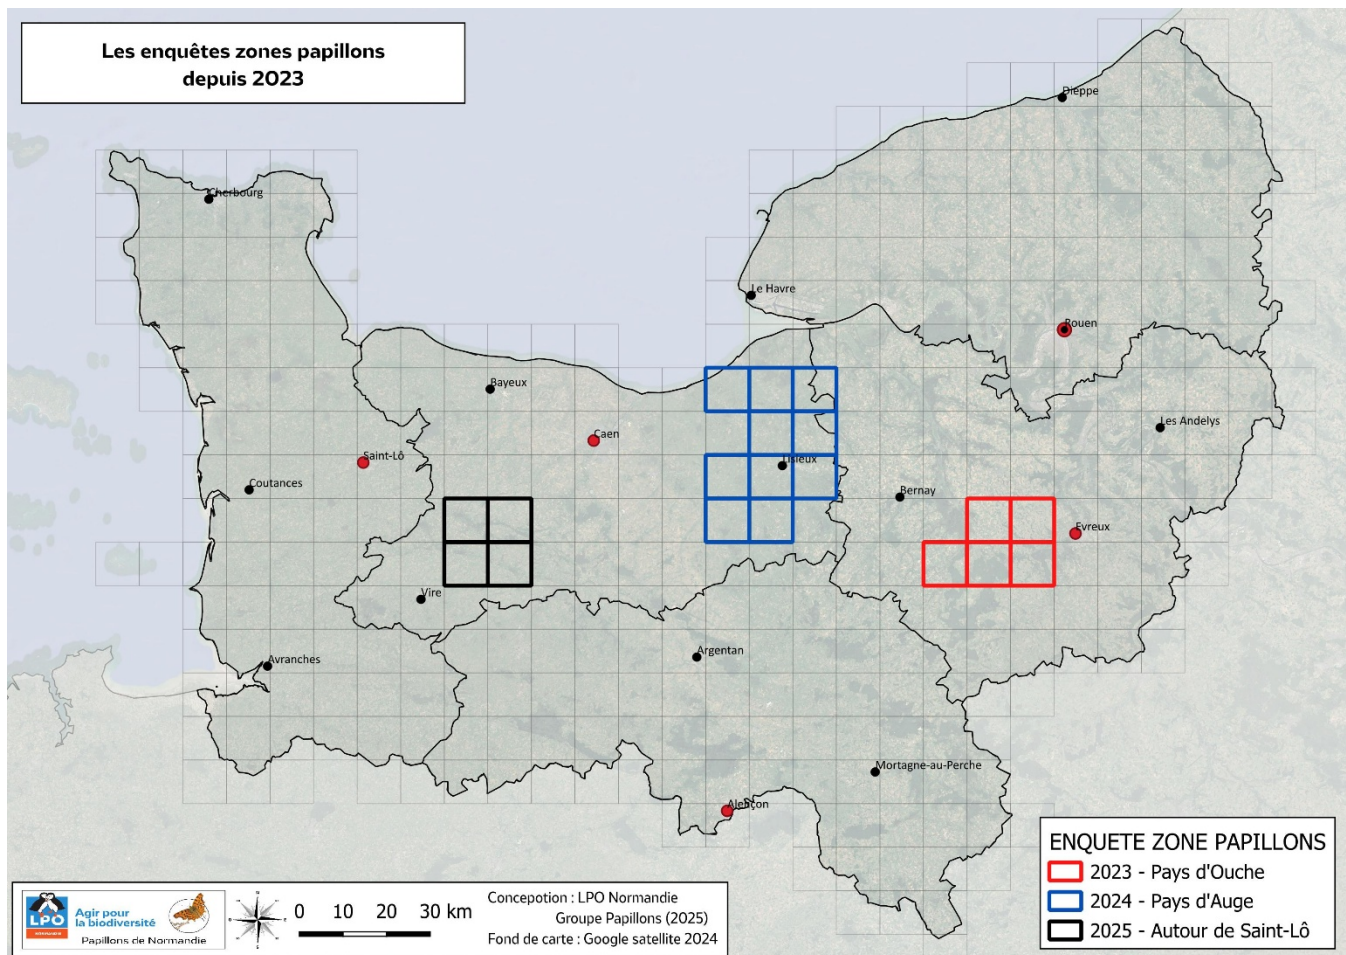 Les enquêtes zones papillons
depuis 2023
Dieppe
Cherbourg
Le Havre
Rouen
Bayeux
Les Andelys
Caen
Saint-Lô
Lisieux
Coutances
Bernay
Evreux
Vire
Argentan
Avranches
Mortagne-au-Perche
Alençon
ENQUETE ZONE PAPILLONS
2023 - Pays d'Ouche
2024 - Pays d'Auge
2025 - Autour de Saint-Lô
LPO
NORMANDIE
Agir pour
la biodiversité
Papillons de Normandie
0 10 20 30 km
Concepotion : LPO Normandie
Groupe Papillons (2025)
Fond de carte : Google satellite 2024